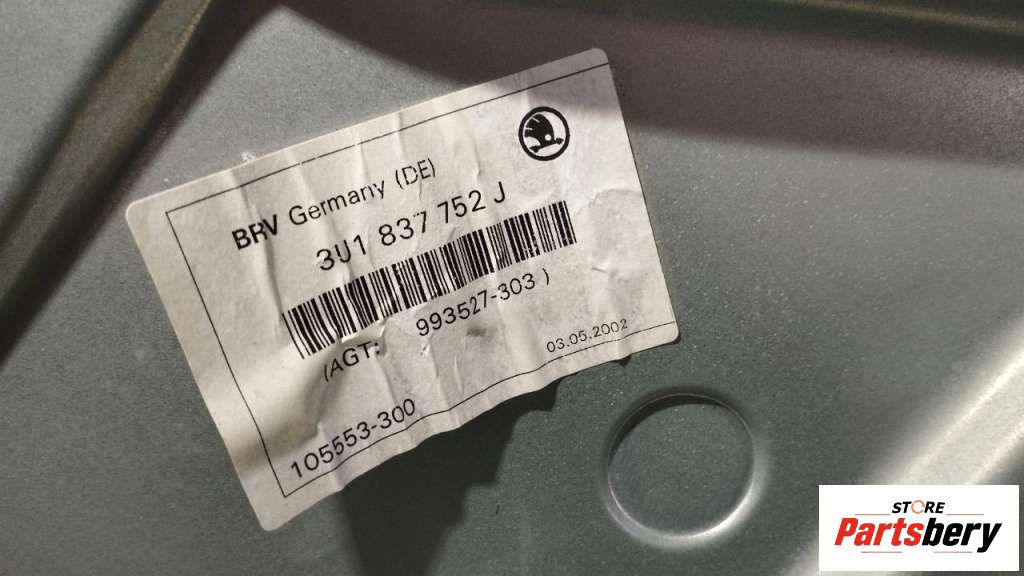 BRV Germany (DE)
3U1 837 752 J
(AGT: 993527-303 )
03.05.2002
105553-300
STORE
Partsbery